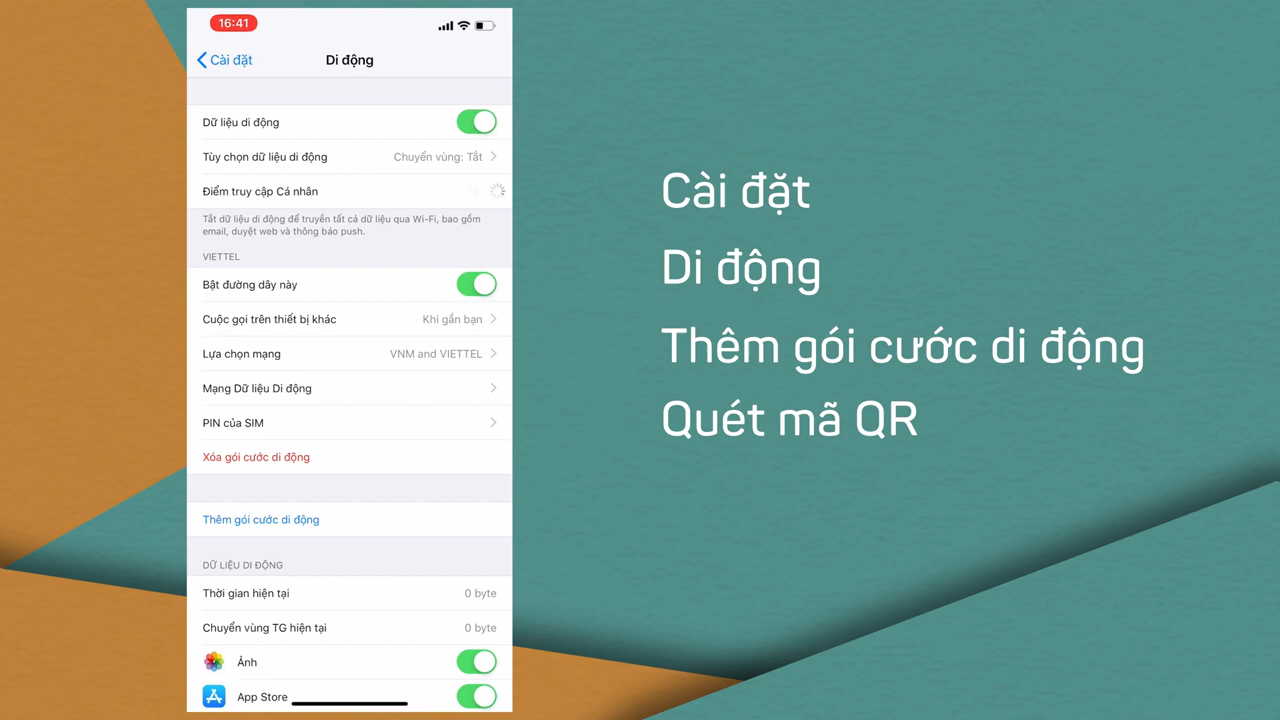 16:41
Cài đặt
Di động
Dữ liệu di động
Tùy chọn dữ liệu di động Chuyển vùng: Tắt
Điểm truy cập Cá nhân
Tắt dữ liệu di động để truyền tất cả dữ liệu qua Wi-Fi, bao gồm
email, duyệt web và thông báo push.
VIETTEL
Bật đường dây này
Cuộc gọi trên thiết bị khác Khi gần bạn
Lựa chọn mạng VNM and VIETTEL
Mạng Dữ liệu Di động
PIN của SIM
Xóa gói cước di động
Thêm gói cước di động
DỮ LIỆU DI ĐỘNG
Thời gian hiện tại 0 byte
Chuyển vùng TG hiện tại 0 byte
Ảnh
App Store
Cài đặt
Di động
Thêm gói cước di động
Quét mã QR